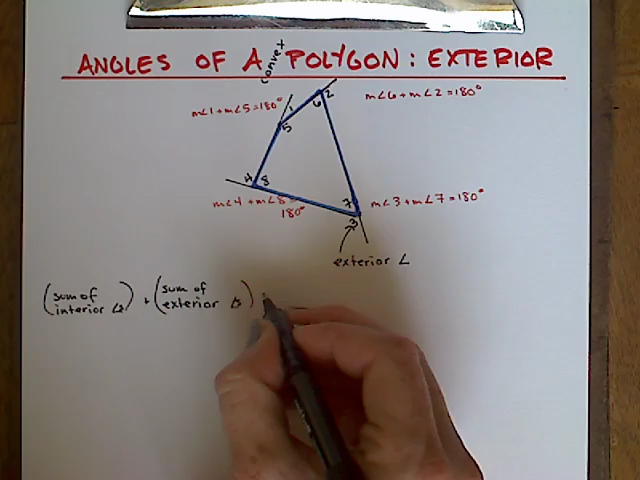 ANGLES OF A convex POLYGON: EXTERIOR
m∠1 + m∠5 = 180°
m∠6 + m∠2 = 180°
1
5
6
2
4
8
7
3
m∠4 + m∠8 =
180°
m∠3 + m∠7 = 180°
exterior ∠
(sum of
interior ∠s) + (sum of
exterior ∠s)